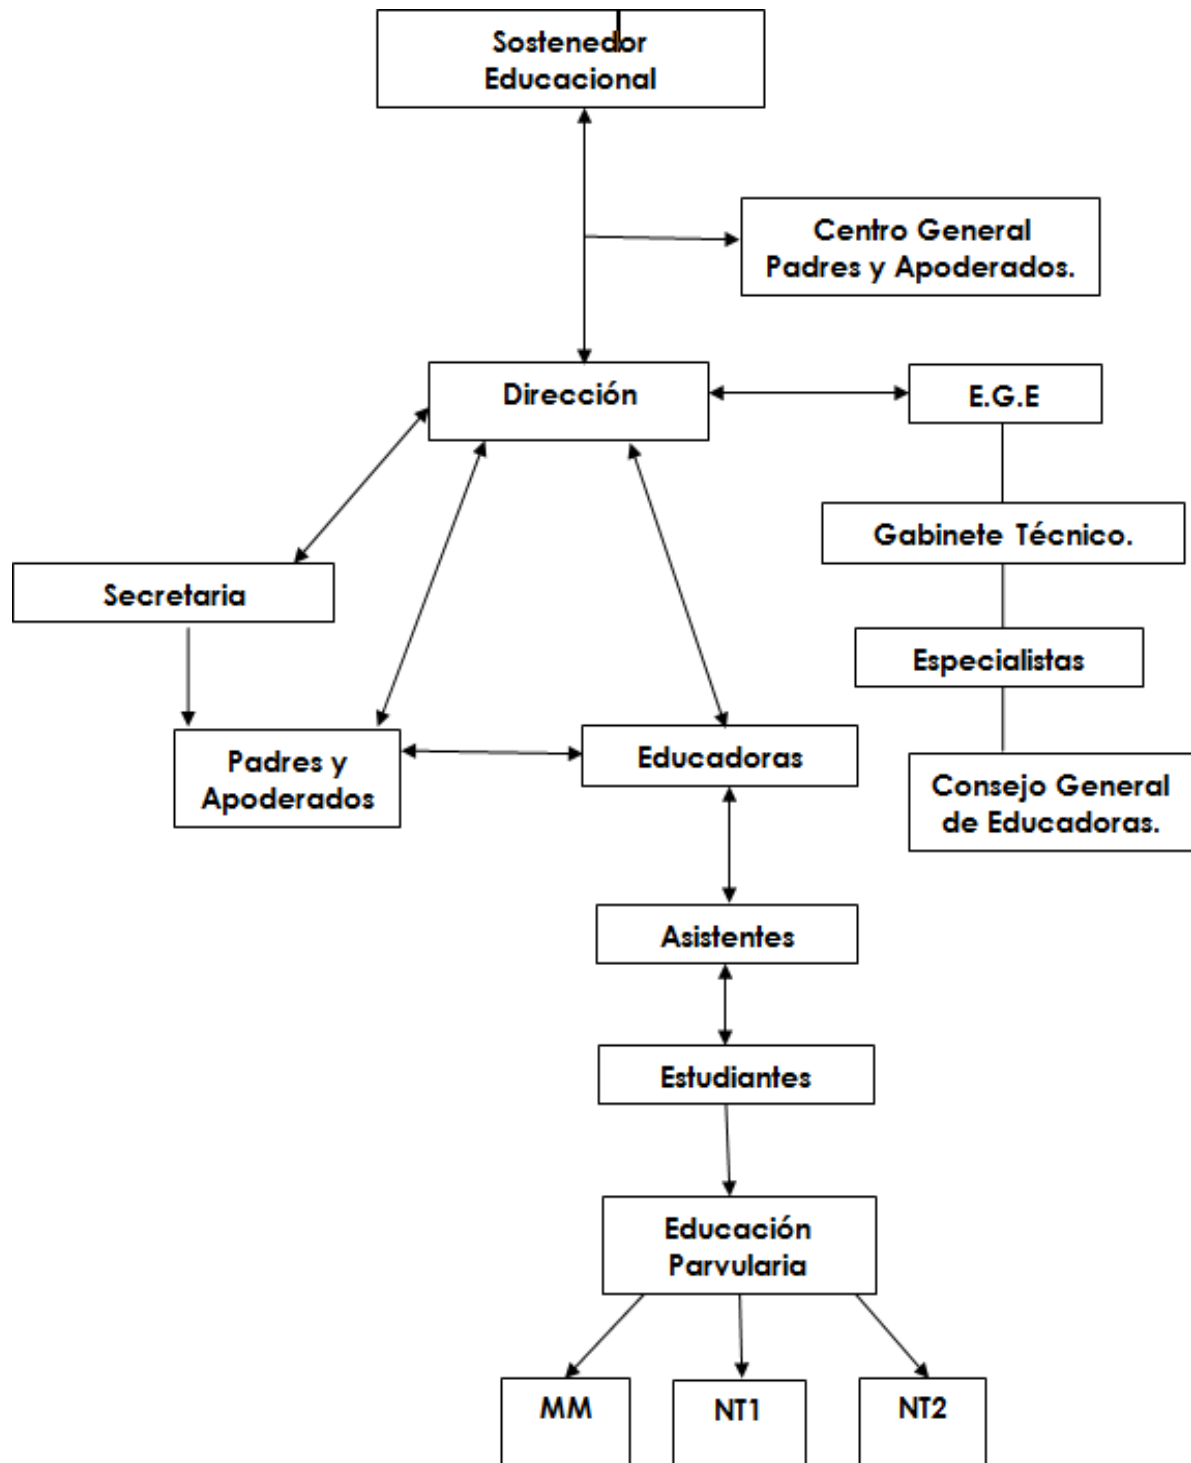 Sostenedor
Educacional
Centro General
Padres y Apoderados.
Dirección
E.G.E
Gabinete Técnico.
Secretaria
Especialistas
Padres y
Apoderados
Educadoras
Consejo General
de Educadoras.
Asistentes
Estudiantes
Educación
Parvularia
MM
NT1
NT2